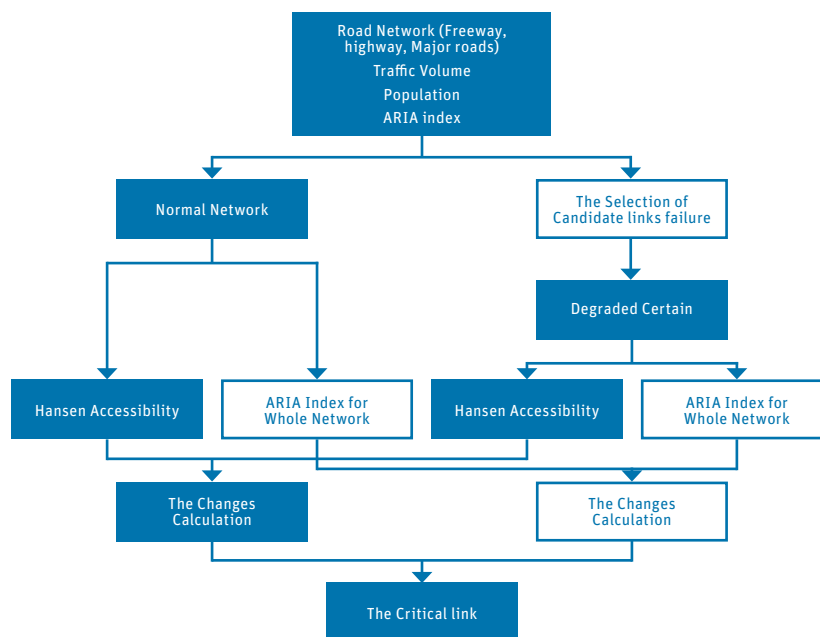 Road Network (Freeway,
highway, Major roads)
Traffic Volume
Population
ARIA index
Normal Network
The Selection of
Candidate links failure
Degraded Certain
Hansen Accessibility
ARIA Index for
Whole Network
Hansen Accessibility
ARIA Index for
Whole Network
The Changes
Calculation
The Changes
Calculation
The Critical link